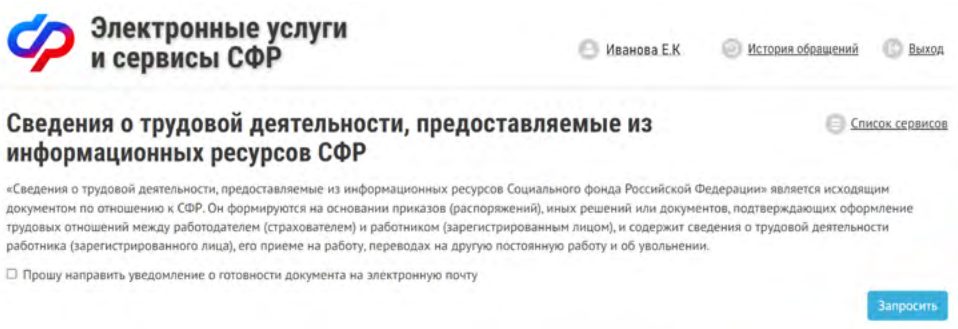 Электронные услуги
и сервисы СФР
Иванова Е.К
История обращений
Выход
Сведения о трудовой деятельности, предоставляемые из
информационных ресурсов СФР
Список сервисов
«Сведения о трудовой деятельности, предоставляемые из информационных ресурсов Социального фонда Российской Федерации» является исходящим
документом по отношению к СФР. Он формируются на основании приказов (распоряжений), иных решений или документов, подтверждающих оформление
трудовых отношений между работодателем (страхователем) и работником (зарегистрированным лицом), и содержит сведения о трудовой деятельности
работника (зарегистрированного лица), его приеме на работу, переводах на другую постоянную работу и об увольнении.
Прошу направить уведомление о готовности документа на электронную почту
Запросить